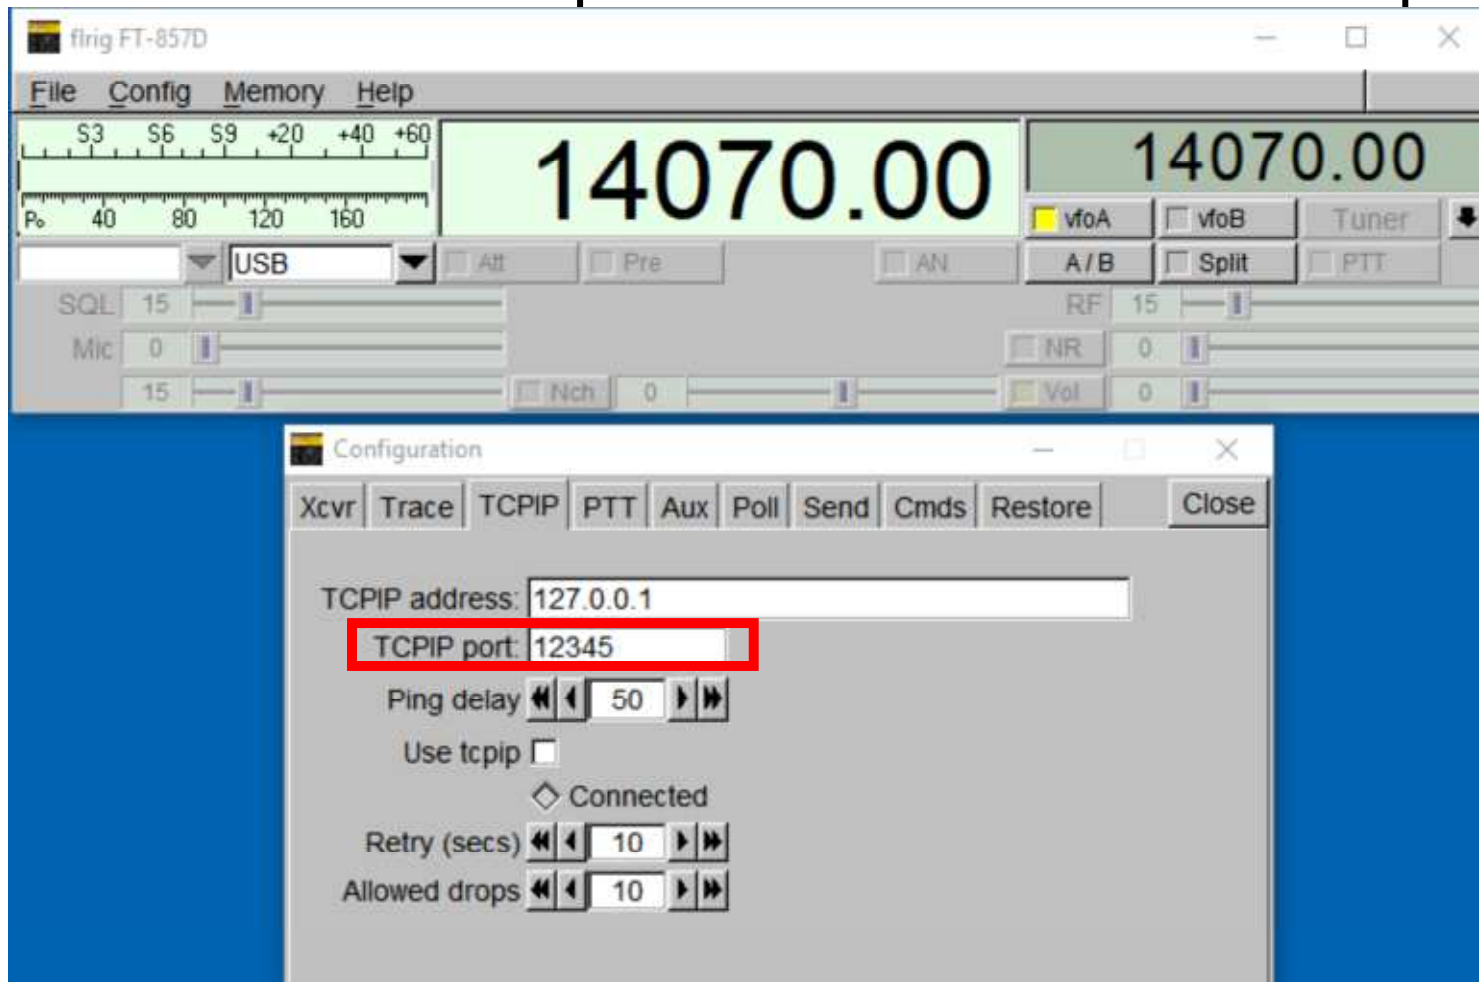 flrig FT-857D
File Config Memory Help
S3 S6 S9 +20 +40 +60
14070.00
14070.00
Po 40 80 120 160
vfoA vfoB Tuner
USB Att Pre AN A / B Split PTT
SQL 15 RF 15
Mic 0 NR 0
15 Nch 0 Vol 0
Configuration
Xcvr Trace TCPIP PTT Aux Poll Send Cmds Restore Close
TCPIP address: 127.0.0.1
TCPIP port: 12345
Ping delay 50
Use tcpip
Connected
Retry (secs) 10
Allowed drops 10